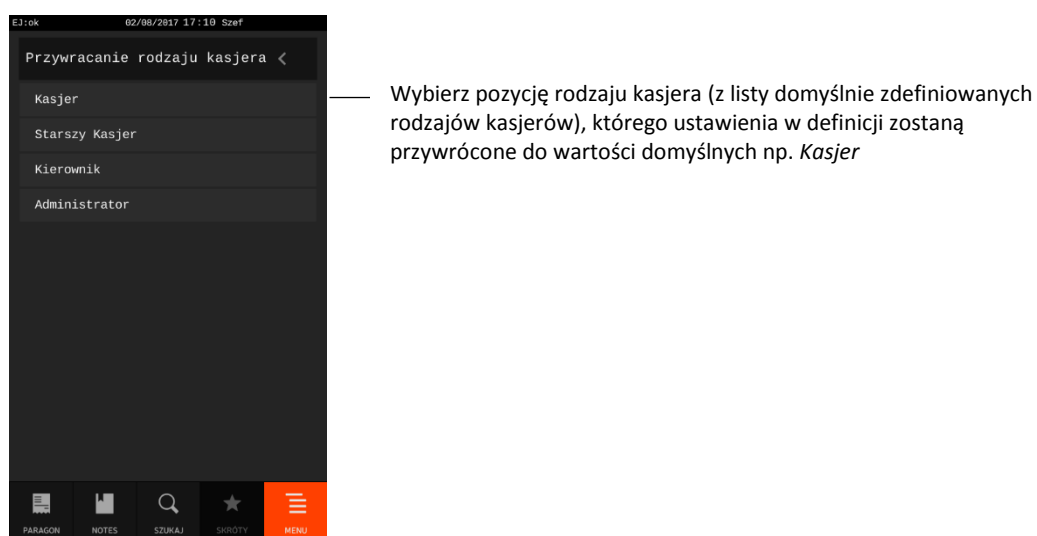 EJ:ok 02/08/2017 17:10 Szef
Przywracanie rodzaju kasjera <
Kasjer
Starszy Kasjer
Kierownik
Administrator
PARAGON NOTES SZUKAJ SKRÓTY MENU
Wybierz pozycję rodzaju kasjera (z listy domyślnie zdefiniowanych
rodzajów kasjerów), którego ustawienia w definicji zostaną
przywrócone do wartości domyślnych np. Kasjer